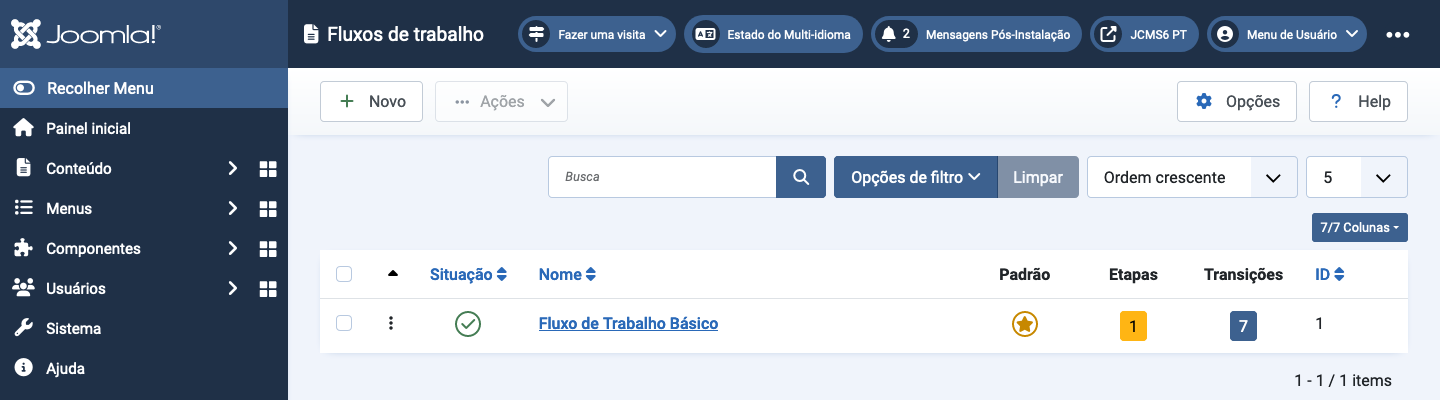 Joomla!®
Fluxos de trabalho
Fazer uma visita
Estado do Multi-idioma
2 Mensagens Pós-Instalação
JCMS6 PT
Menu de Usuário
Recolher Menu
Painel inicial
Conteúdo
Menus
Componentes
Usuários
Sistema
Ajuda
+ Novo
Ações
Opções
? Help
Busca
Opções de filtro
Limpar
Ordem crescente
5
7/7 Colunas
Situação Nome Padrão Etapas Transições ID
Fluxo de Trabalho Básico 1 7 1
1 - 1 / 1 items